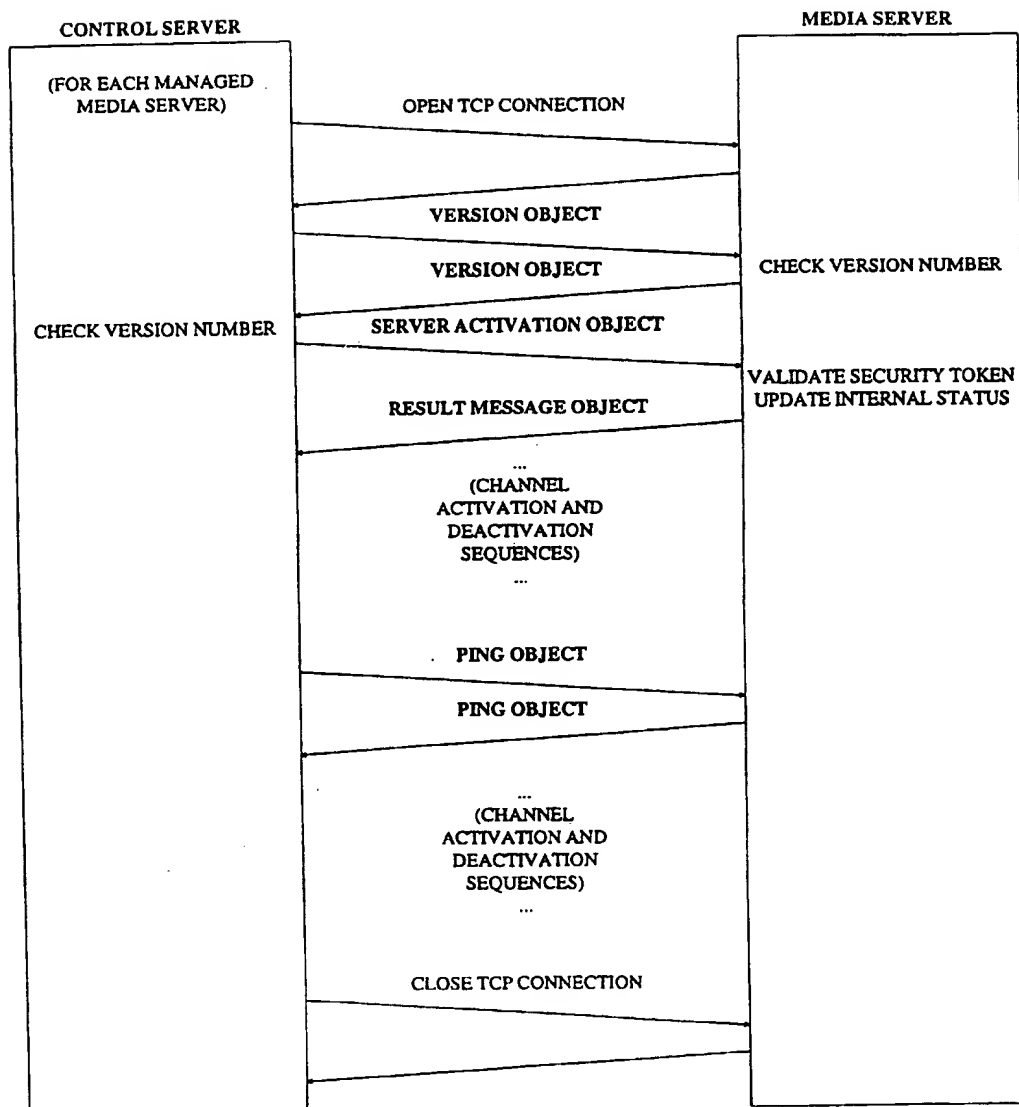 CONTROL SERVER
MEDIA SERVER
(FOR EACH MANAGED
MEDIA SERVER)
OPEN TCP CONNECTION
VERSION OBJECT
VERSION OBJECT
CHECK VERSION NUMBER
CHECK VERSION NUMBER
SERVER ACTIVATION OBJECT
VALIDATE SECURITY TOKEN
UPDATE INTERNAL STATUS
RESULT MESSAGE OBJECT
...
(CHANNEL
ACTIVATION AND
DEACTIVATION
SEQUENCES)
...
PING OBJECT
PING OBJECT
...
(CHANNEL
ACTIVATION AND
DEACTIVATION
SEQUENCES)
...
CLOSE TCP CONNECTION